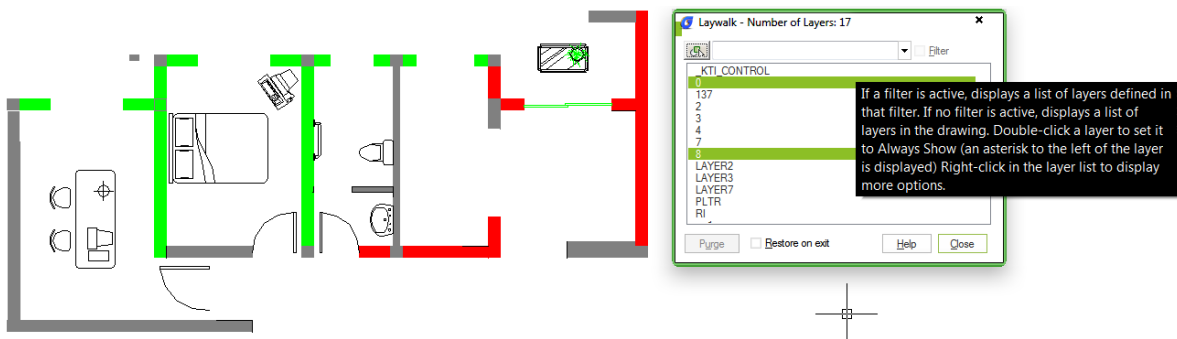 Laywalk - Number of Layers: 17
Filter
_KTI_CONTROL
0
137
2
3
4
7
8
LAYER2
LAYER3
LAYER7
PLTR
RI
If a filter is active, displays a list of layers defined in
that filter. If no filter is active, displays a list of
layers in the drawing. Double-click a layer to set it
to Always Show (an asterisk to the left of the layer
is displayed) Right-click in the layer list to display
more options.
Purge Restore on exit Help Close